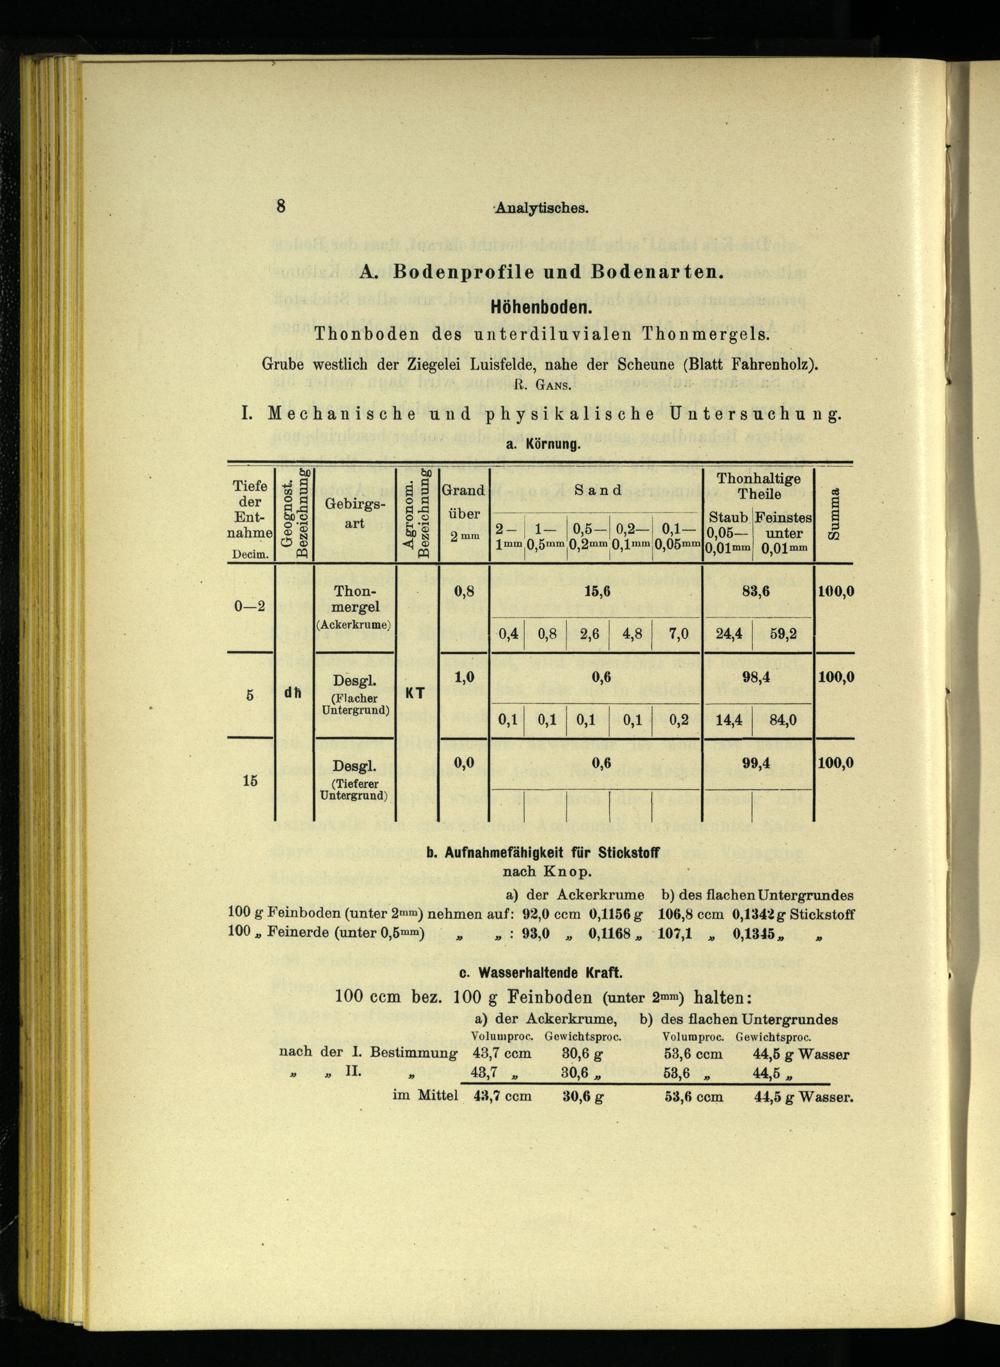 8 Analytisches.
A. Bodenprofile und Bodenarten.
Höhenboden.
Thonboden des unterdiluvialen Thonmergels.
Grube westlich der Ziegelei Luisfelde, nahe der Scheune (Blatt Fahrenholz).
R. GANS.
I. Mechanische und physikalische Untersuchung.
a. Körnung.
Tiefe der Ent- nahme Decim. | Geognost. Bezeichnung | Gebirgs- art | Agronom. Bezeichnung | Grand über 2mm | Sand | Thonhaltige Theile | Summa
2— 1mm | 1— 0,5mm | 0,5— 0,2mm | 0,2— 0,1mm | 0,1— 0,05mm | Staub 0,05— 0,01mm | Feinstes unter 0,01mm
0—2 | Thon- mergel (Ackerkrume) | 0,8 | 15,6 | 83,6 | 100,0
0,4 | 0,8 | 2,6 | 4,8 | 7,0 | 24,4 | 59,2
5 | dh | Desgl. (Flacher Untergrund) | KT | 1,0 | 0,6 | 98,4 | 100,0
0,1 | 0,1 | 0,1 | 0,1 | 0,2 | 14,4 | 84,0
15 | Desgl. (Tieferer Untergrund) | 0,0 | 0,6 | 99,4 | 100,0
b. Aufnahmefähigkeit für Stickstoff
nach Knop.
a) der Ackerkrume b) des flachen Untergrundes
100 g Feinboden (unter 2mm) nehmen auf: 92,0 ccm 0,1156 g 106,8 ccm 0,1342 g Stickstoff
100 „ Feinerde (unter 0,5mm) „ „ : 93,0 „ 0,1168 „ 107,1 „ 0,1345 „ „
c. Wasserhaltende Kraft.
100 ccm bez. 100 g Feinboden (unter 2mm) halten:
a) der Ackerkrume, b) des flachen Untergrundes
Volumproc. Gewichtsproc. Volumproc. Gewichtsproc.
nach der I. Bestimmung 43,7 ccm 30,6 g 53,6 ccm 44,5 g Wasser
„ „ II. „ 43,7 „ 30,6 „ 53,6 „ 44,5 „
im Mittel 43,7 ccm 30,6 g 53,6 ccm 44,5 g Wasser.